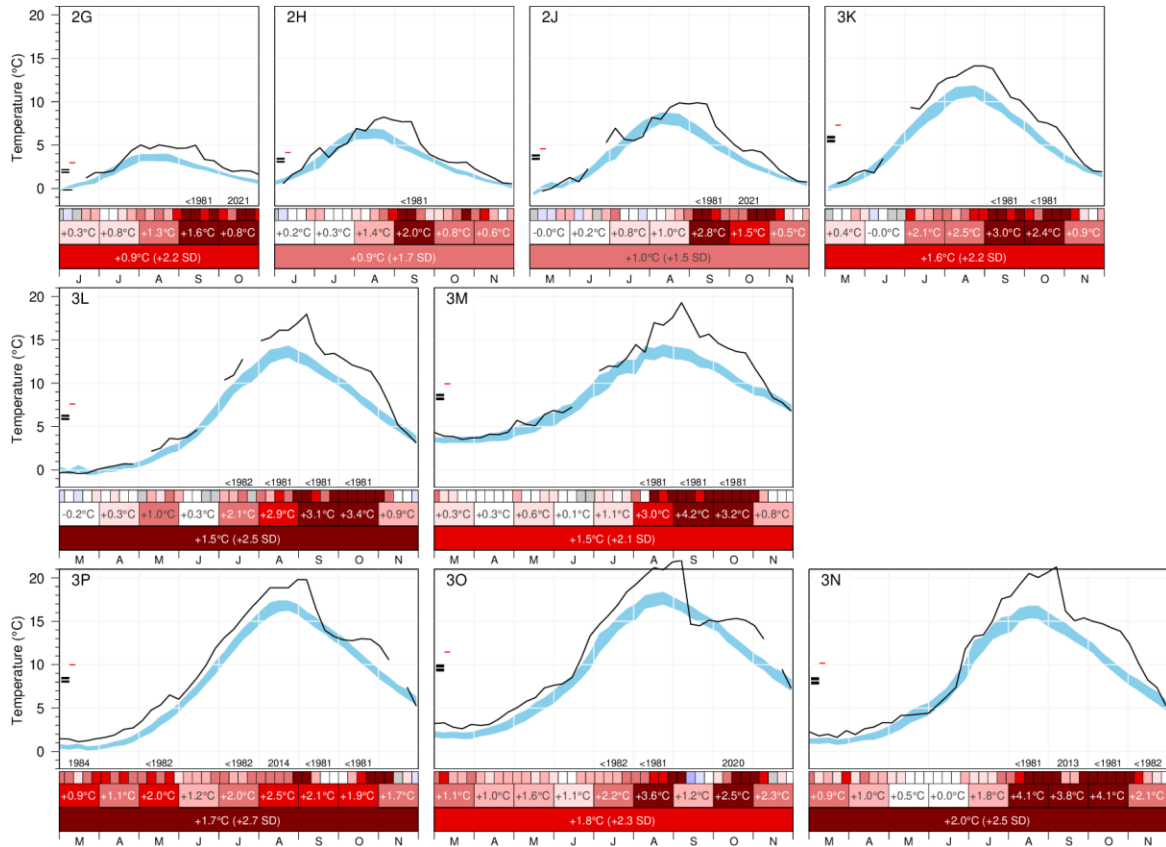 2G 2H 2J 3K
Temperature (°C)
20
15
10
5
0
<1981 2021 <1981 <1981 2021 <1981 <1981
+0.3°C +0.8°C +1.3°C +1.6°C +0.8°C +0.2°C +0.3°C +1.4°C +2.0°C +0.8°C +0.6°C -0.0°C +0.2°C +0.8°C +1.0°C +2.8°C +1.5°C +0.5°C +0.4°C -0.0°C +2.1°C +2.5°C +3.0°C +2.4°C +0.9°C
+0.9°C (+2.2 SD) +0.9°C (+1.7 SD) +1.0°C (+1.5 SD) +1.6°C (+2.2 SD)
J J A S O J J A S O N M J J A S O N M J J A S O N
3L 3M
Temperature (°C)
20
15
10
5
0
<1982 <1981 <1981 <1981 <1981 <1981 <1981
-0.2°C +0.3°C +1.0°C +0.3°C +2.1°C +2.9°C +3.1°C +3.4°C +0.9°C +0.3°C +0.3°C +0.6°C +0.1°C +1.1°C +3.0°C +4.2°C +3.2°C +0.8°C
+1.5°C (+2.5 SD) +1.5°C (+2.1 SD)
M A M J J A S O N M A M J J A S O N
3P 3O 3N
Temperature (°C)
20
15
10
5
0
1984 <1982 <1982 2014 <1981 <1981 <1982 <1981 2020 <1981 2013 <1981 <1982
+0.9°C +1.1°C +2.0°C +1.2°C +2.0°C +2.5°C +2.1°C +1.9°C +1.7°C +1.1°C +1.0°C +1.6°C +1.1°C +2.2°C +3.6°C +1.2°C +2.5°C +2.3°C +0.9°C +1.0°C +0.5°C +0.0°C +1.8°C +4.1°C +3.8°C +4.1°C +2.1°C
+1.7°C (+2.7 SD) +1.8°C (+2.3 SD) +2.0°C (+2.5 SD)
M A M J J A S O N M A M J J A S O N M A M J J A S O N